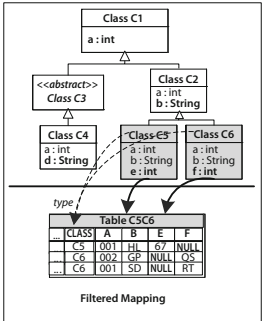 Class C1
a : int
<<abstract>>
Class C3
Class C2
a : int
b : String
Class C4
a : int
d : String
Class C5
a : int
b : String
e : int
Class C6
a : int
b : String
f : int
type
Table C5C6
... CLASS A B E F
C5 001 HL 67 NULL
... C6 002 GP NULL QS
... C6 001 SD NULL RT
Filtered Mapping